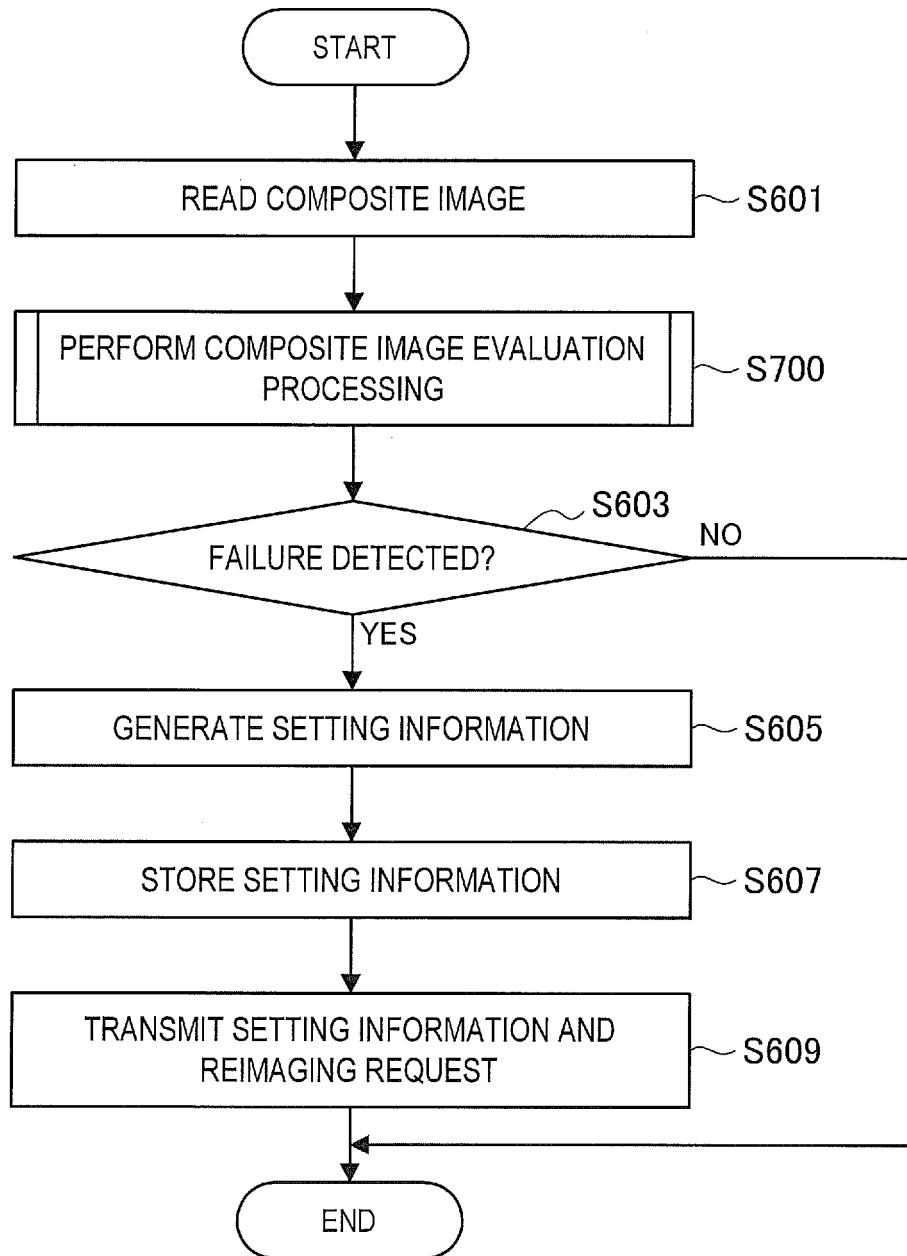 START
READ COMPOSITE IMAGE
S601
PERFORM COMPOSITE IMAGE EVALUATION
PROCESSING
S700
S603
FAILURE DETECTED?
NO
YES
GENERATE SETTING INFORMATION
S605
STORE SETTING INFORMATION
S607
TRANSMIT SETTING INFORMATION AND
REIMAGING REQUEST
S609
END